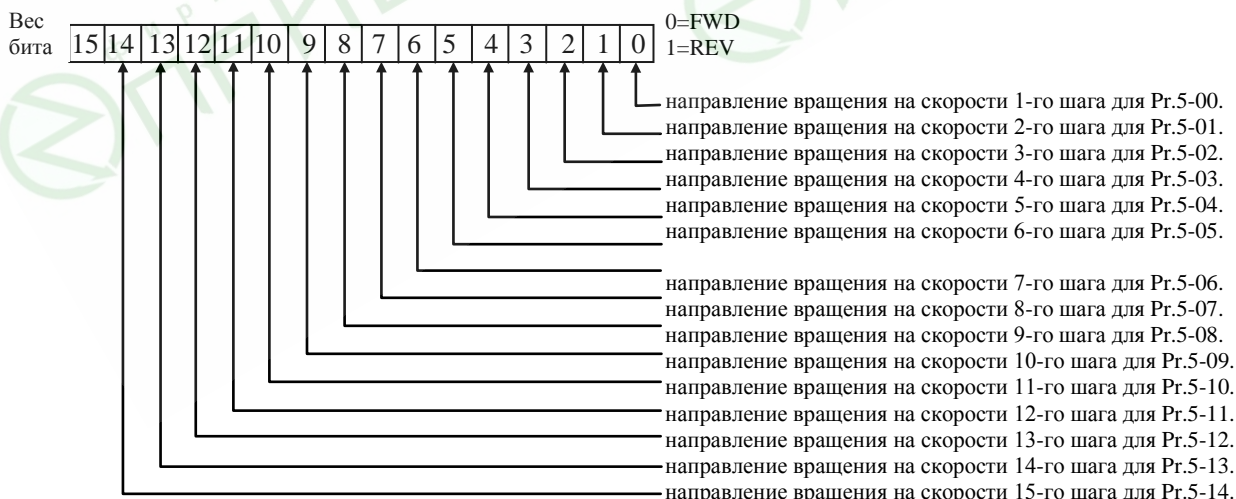 Вес
бита
15 14 13 12 11 10 9 8 7 6 5 4 3 2 1 0
0=FWD
1=REV
направление вращения на скорости 1-го шага для Pr.5-00.
направление вращения на скорости 2-го шага для Pr.5-01.
направление вращения на скорости 3-го шага для Pr.5-02.
направление вращения на скорости 4-го шага для Pr.5-03.
направление вращения на скорости 5-го шага для Pr.5-04.
направление вращения на скорости 6-го шага для Pr.5-05.
направление вращения на скорости 7-го шага для Pr.5-06.
направление вращения на скорости 8-го шага для Pr.5-07.
направление вращения на скорости 9-го шага для Pr.5-08.
направление вращения на скорости 10-го шага для Pr.5-09.
направление вращения на скорости 11-го шага для Pr.5-10.
направление вращения на скорости 12-го шага для Pr.5-11.
направление вращения на скорости 13-го шага для Pr.5-12.
направление вращения на скорости 14-го шага для Pr.5-13.
направление вращения на скорости 15-го шага для Pr.5-14.